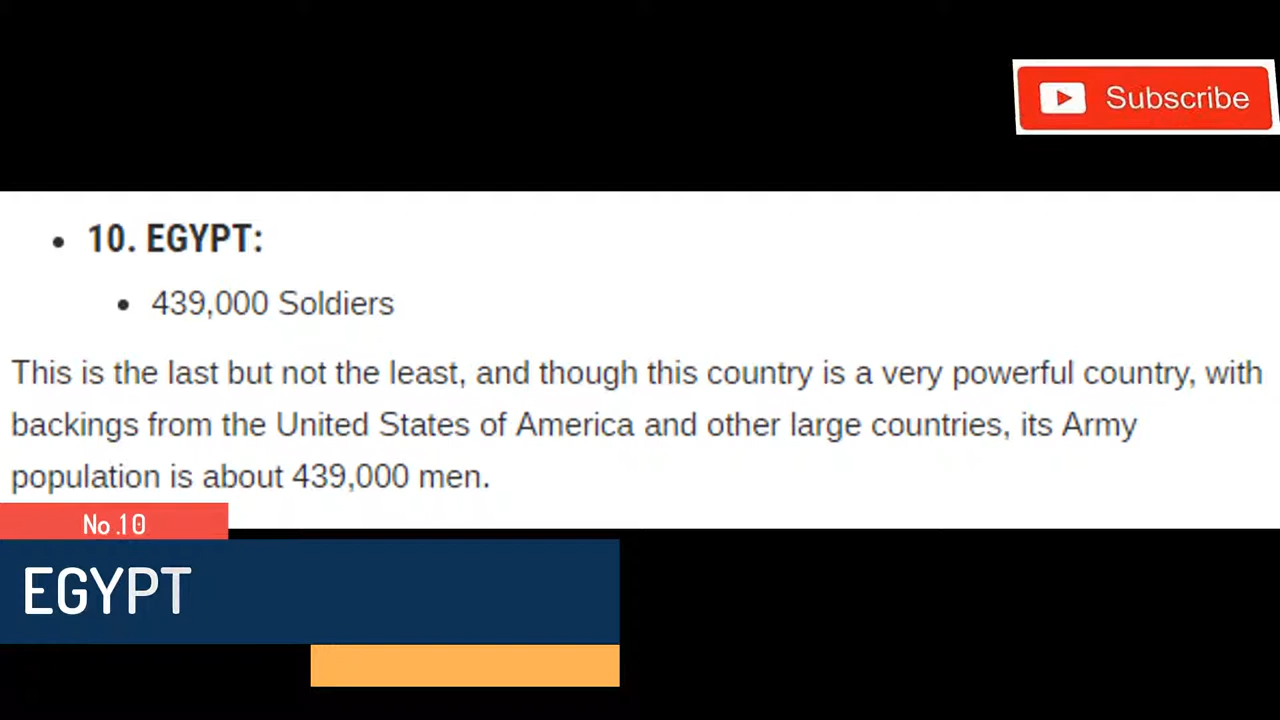 Subscribe
• 10. EGYPT:
• 439,000 Soldiers
This is the last but not the least, and though this country is a very powerful country, with
backings from the United States of America and other large countries, its Army
population is about 439,000 men.
No.10
EGYPT